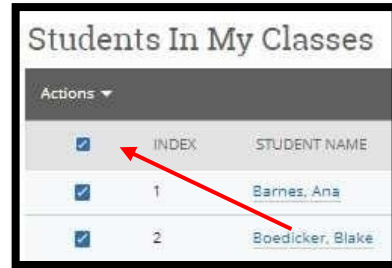 Students In My Classes
Actions
INDEX STUDENT NAME
1 Barnes, Ana
2 Boedicker, Blake